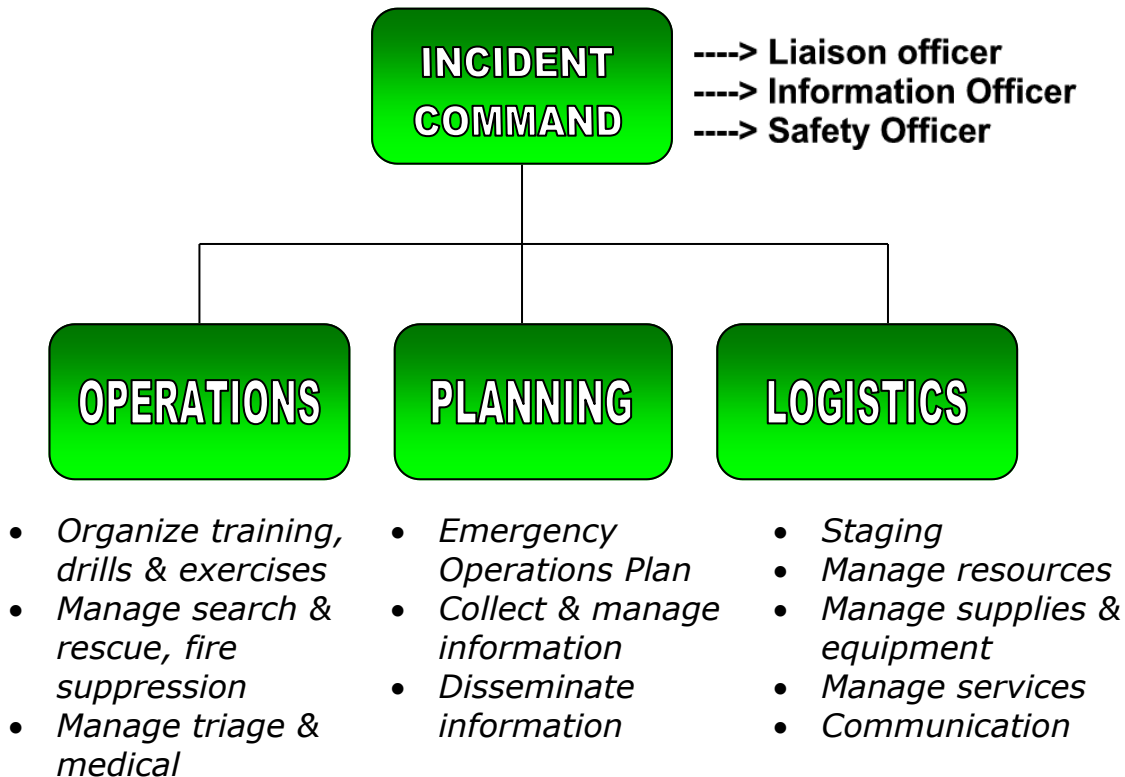 INCIDENT
COMMAND
----> Liaison officer
----> Information Officer
----> Safety Officer
OPERATIONS
PLANNING
LOGISTICS
• Organize training,
drills & exercises
• Manage search &
rescue, fire
suppression
• Manage triage &
medical
• Emergency
Operations Plan
• Collect & manage
information
• Disseminate
information
• Staging
• Manage resources
• Manage supplies &
equipment
• Manage services
• Communication